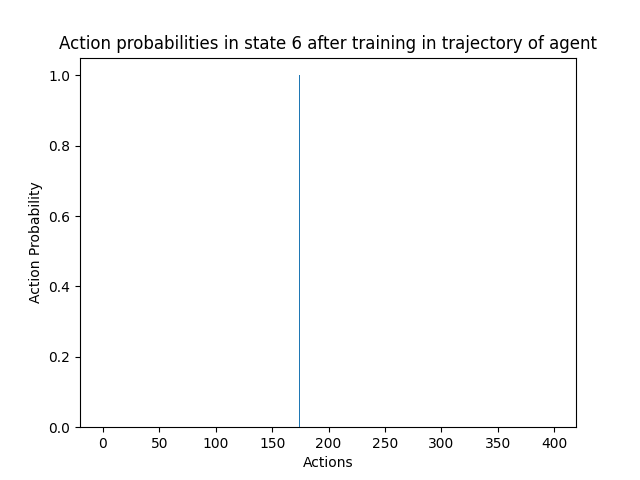 Action probabilities in state 6 after training in trajectory of agent
1.0
0.8
0.6
0.4
0.2
0.0
Action Probability
0 50 100 150 200 250 300 350 400
Actions